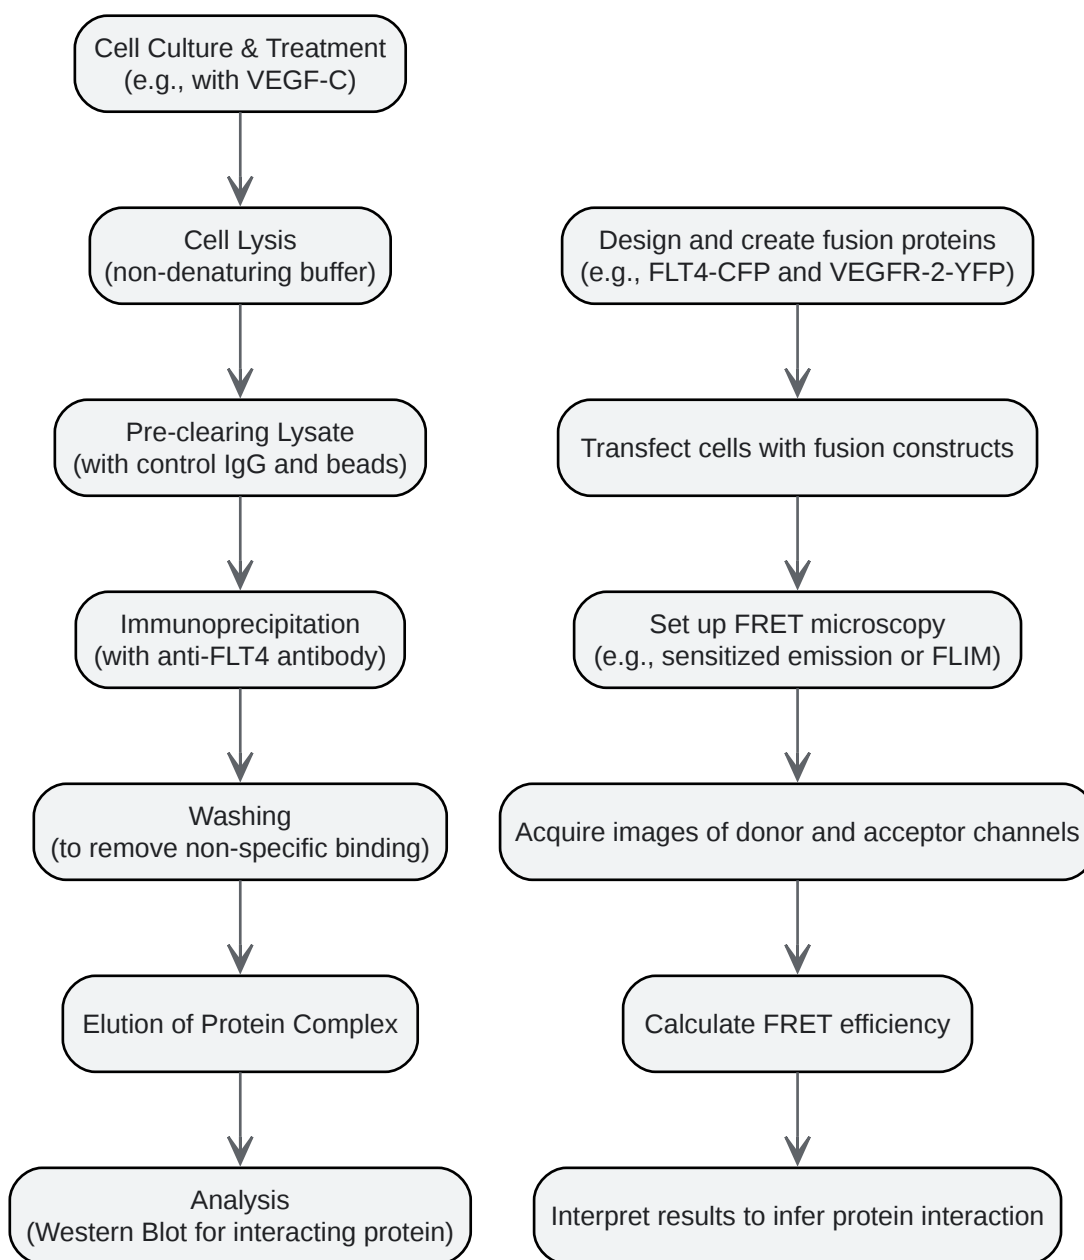 Cell Culture & Treatment
(e.g., with VEGF-C)
Cell Lysis
(non-denaturing buffer)
Pre-clearing Lysate
(with control IgG and beads)
Immunoprecipitation
(with anti-FLT4 antibody)
Washing
(to remove non-specific binding)
Elution of Protein Complex
Analysis
(Western Blot for interacting protein)
Design and create fusion proteins
(e.g., FLT4-CFP and VEGFR-2-YFP)
Transfect cells with fusion constructs
Set up FRET microscopy
(e.g., sensitized emission or FLIM)
Acquire images of donor and acceptor channels
Calculate FRET efficiency
Interpret results to infer protein interaction